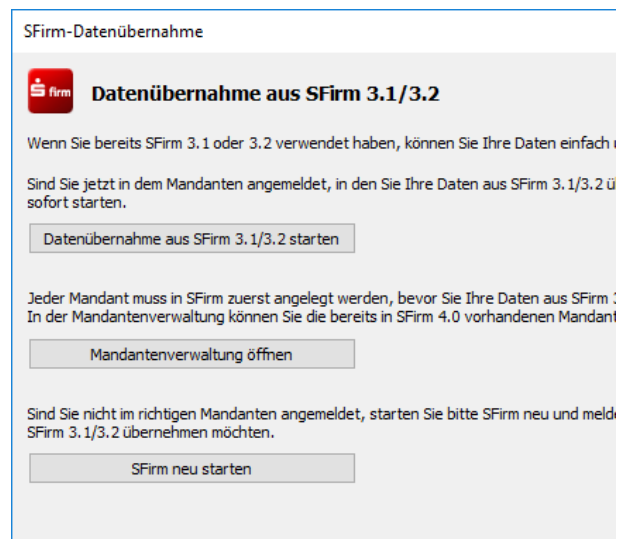 SFirm-Datenübernahme
S firm
Datenübernahme aus SFirm 3.1/3.2
Wenn Sie bereits SFirm 3.1 oder 3.2 verwendet haben, können Sie Ihre Daten einfach
Sind Sie jetzt in dem Mandanten angemeldet, in den Sie Ihre Daten aus SFirm 3.1/3.2
sofort starten.
Datenübernahme aus SFirm 3.1/3.2 starten
Jeder Mandant muss in SFirm zuerst angelegt werden, bevor Sie Ihre Daten aus SFirm
In der Mandantenverwaltung können Sie die bereits in SFirm 4.0 vorhandenen Mandant
Mandantenverwaltung öffnen
Sind Sie nicht im richtigen Mandanten angemeldet, starten Sie bitte SFirm neu und meld
SFirm 3.1/3.2 übernehmen möchten.
SFirm neu starten